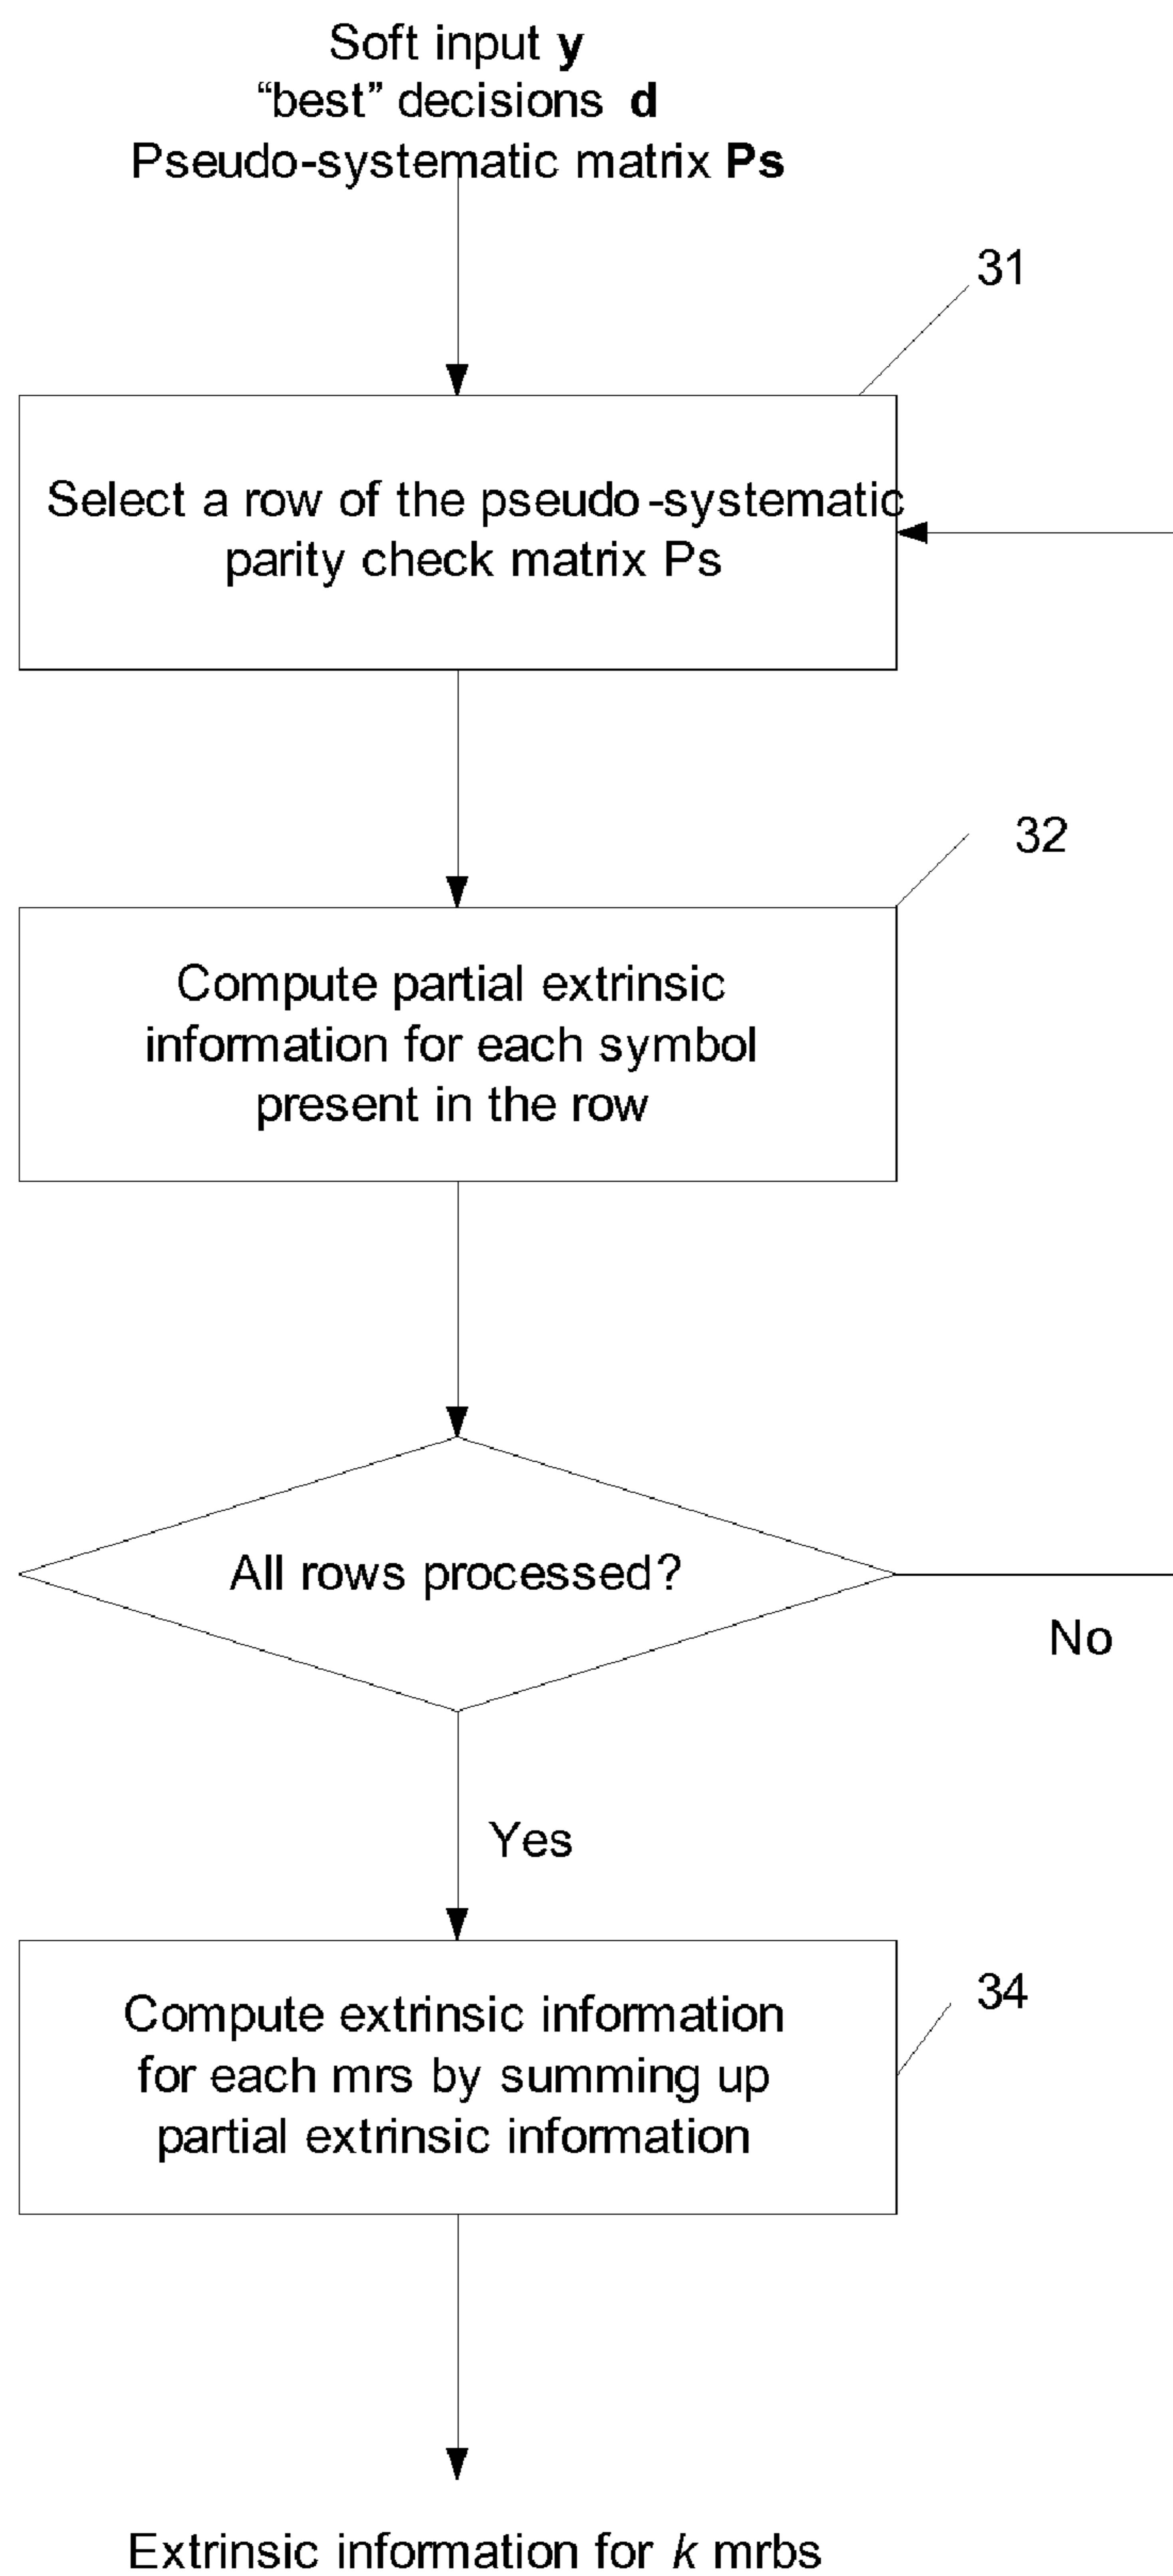 Soft input y
“best” decisions d
Pseudo-systematic matrix Ps
31
Select a row of the pseudo-systematic
parity check matrix Ps
32
Compute partial extrinsic
information for each symbol
present in the row
All rows processed?
No
Yes
34
Compute extrinsic information
for each mrs by summing up
partial extrinsic information
Extrinsic information for k mrbs